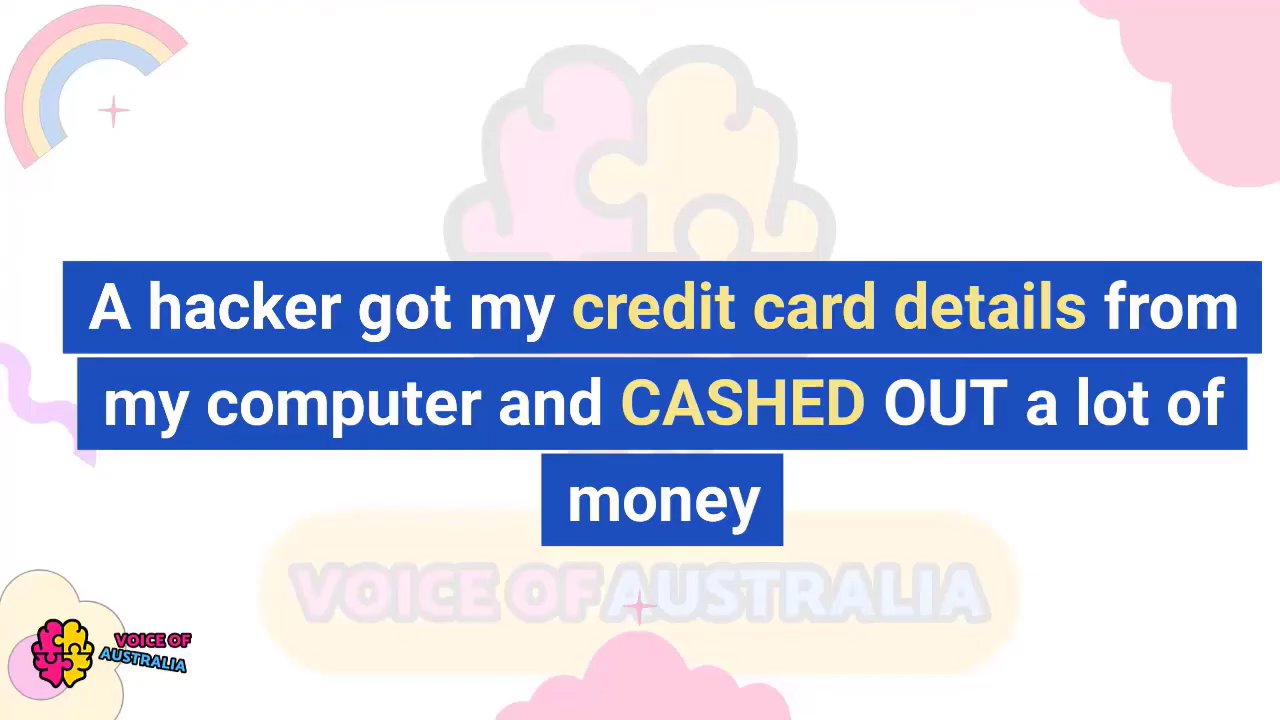 A hacker got my credit card details from
my computer and CASHED OUT a lot of
money
VOICE OF AUSTRALIA
VOICE OF
AUSTRALIA